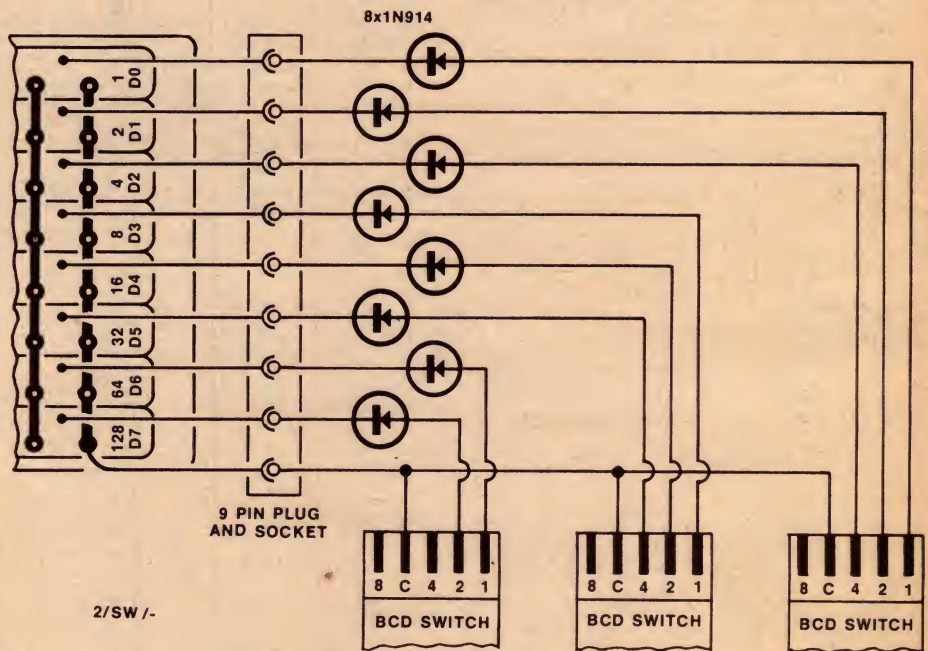 8x1N914
1
D0
2
D1
4
D2
8
D3
16
D4
32
D5
64
D6
128
D7
9 PIN PLUG
AND SOCKET
2/SW/-
8 C 4 2 1
BCD SWITCH
8 C 4 2 1
BCD SWITCH
8 C 4 2 1
BCD SWITCH